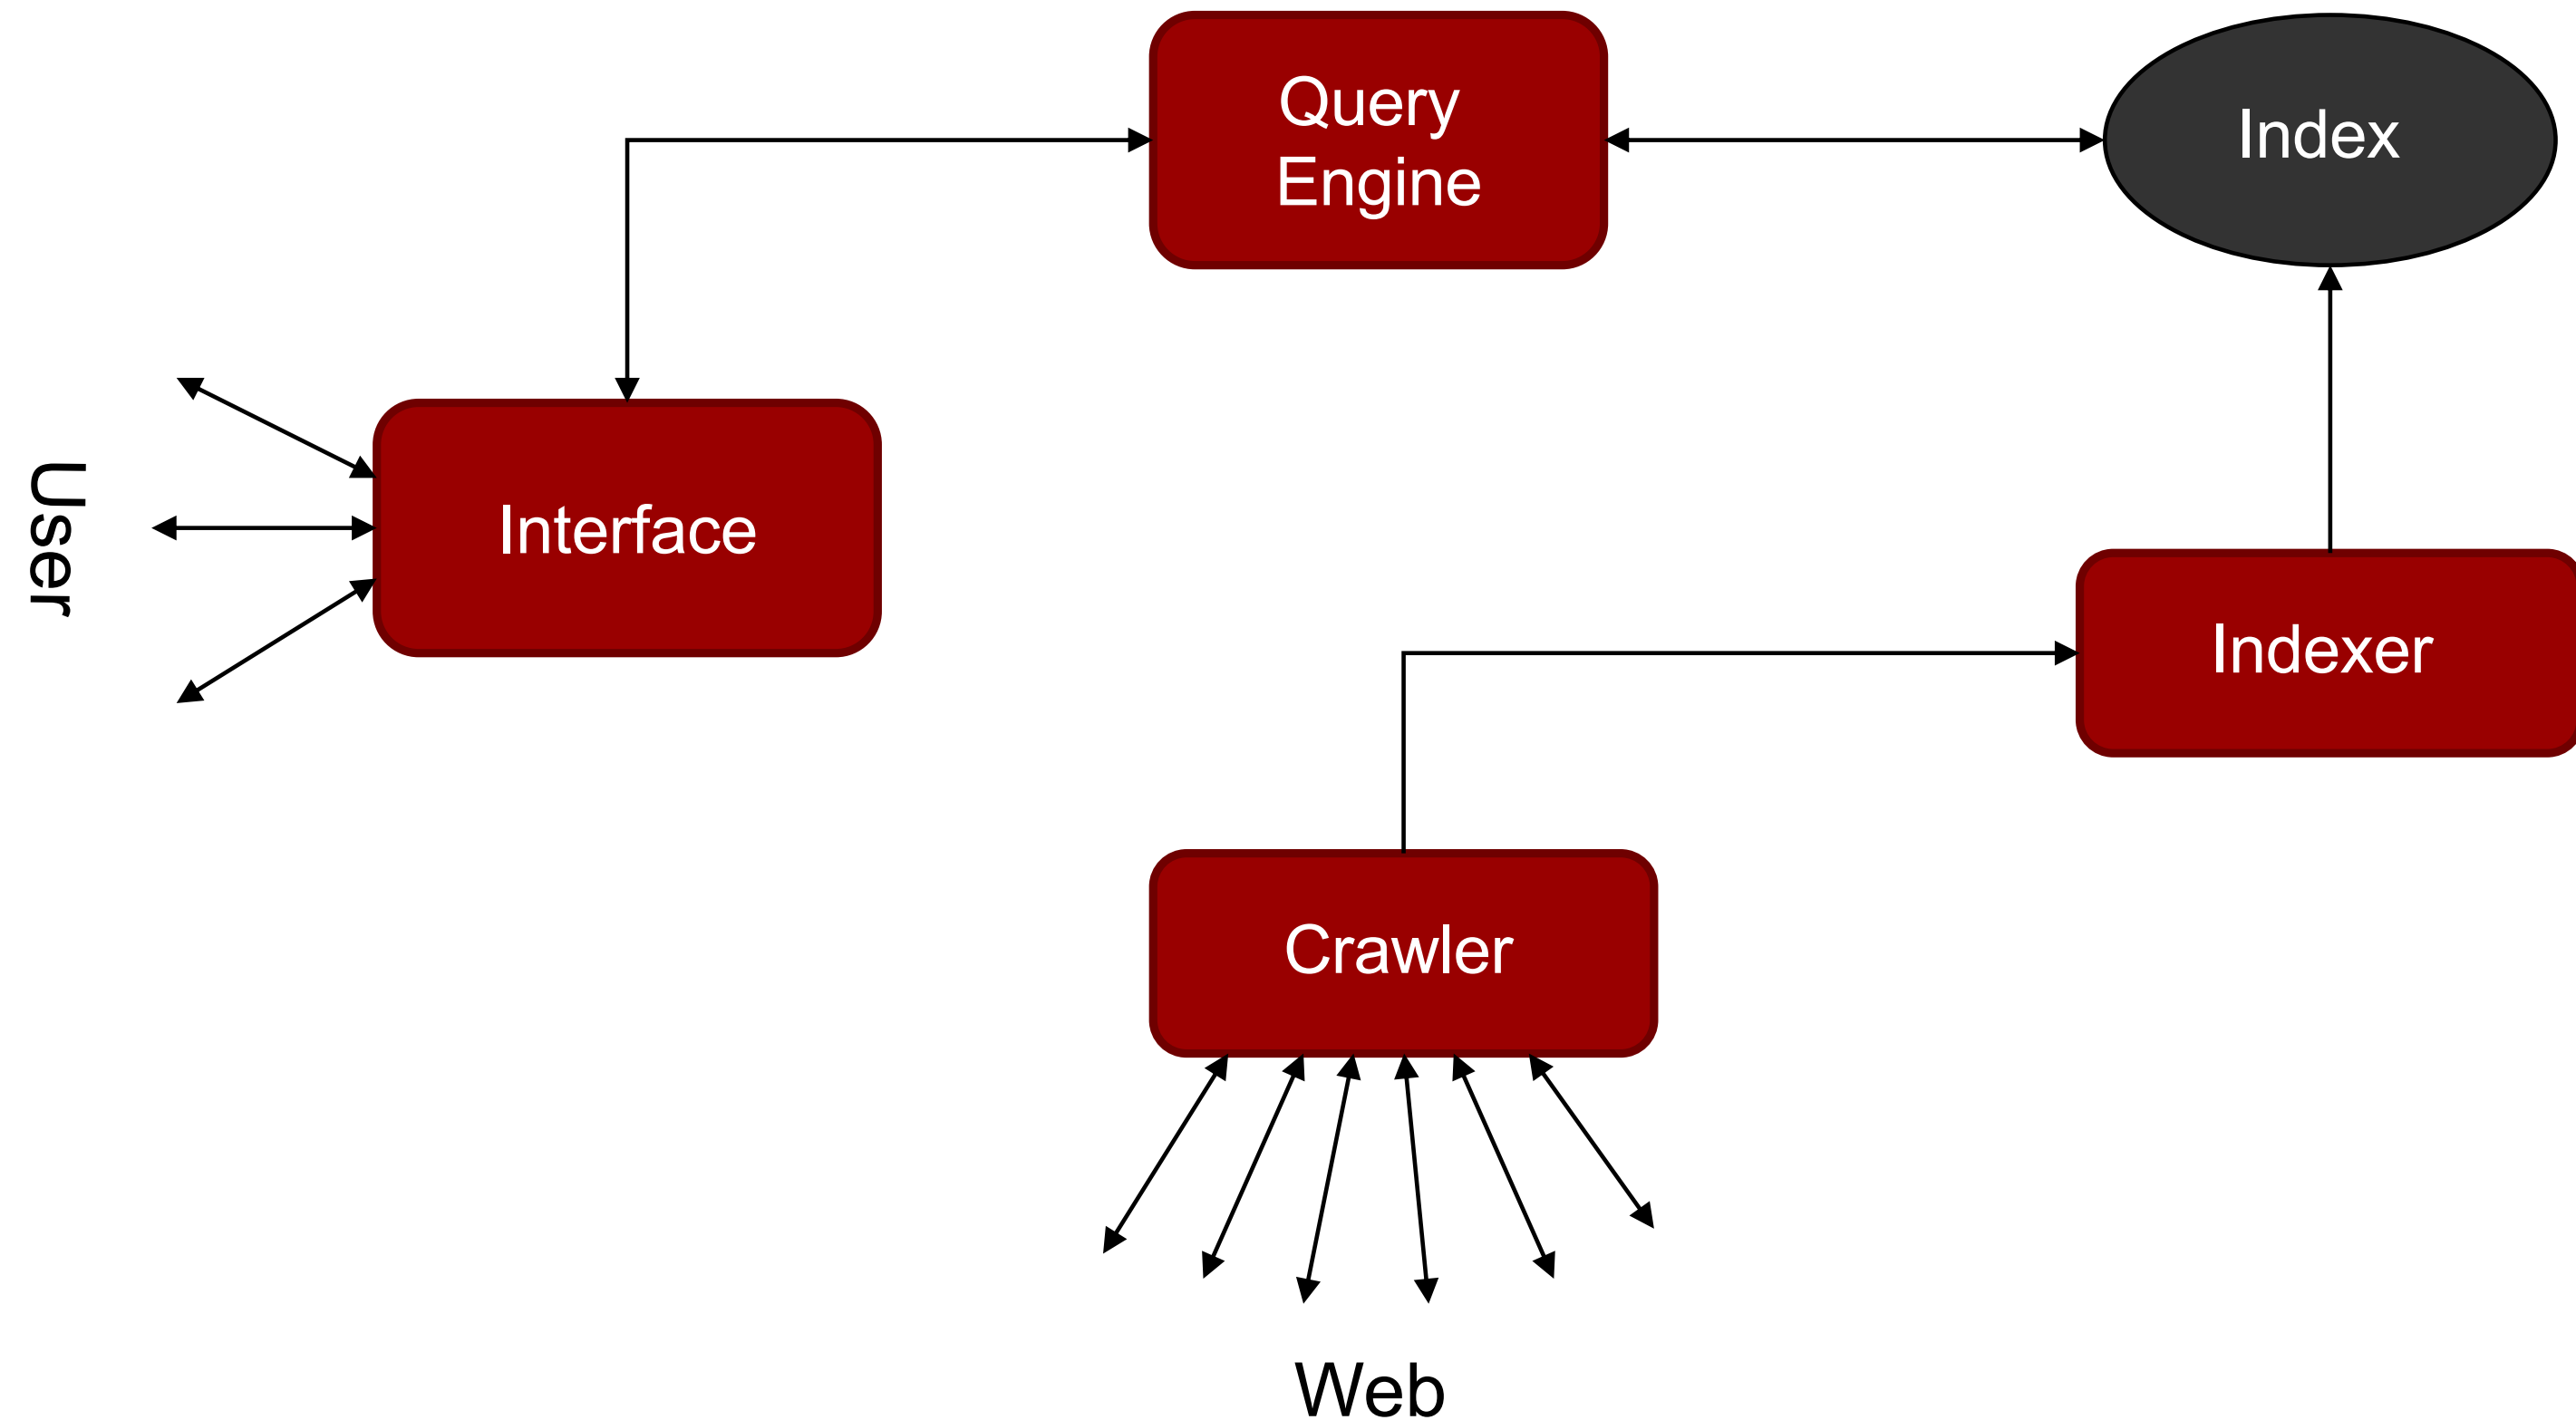 Query
Engine
Index
User
Interface
Indexer
Crawler
Web